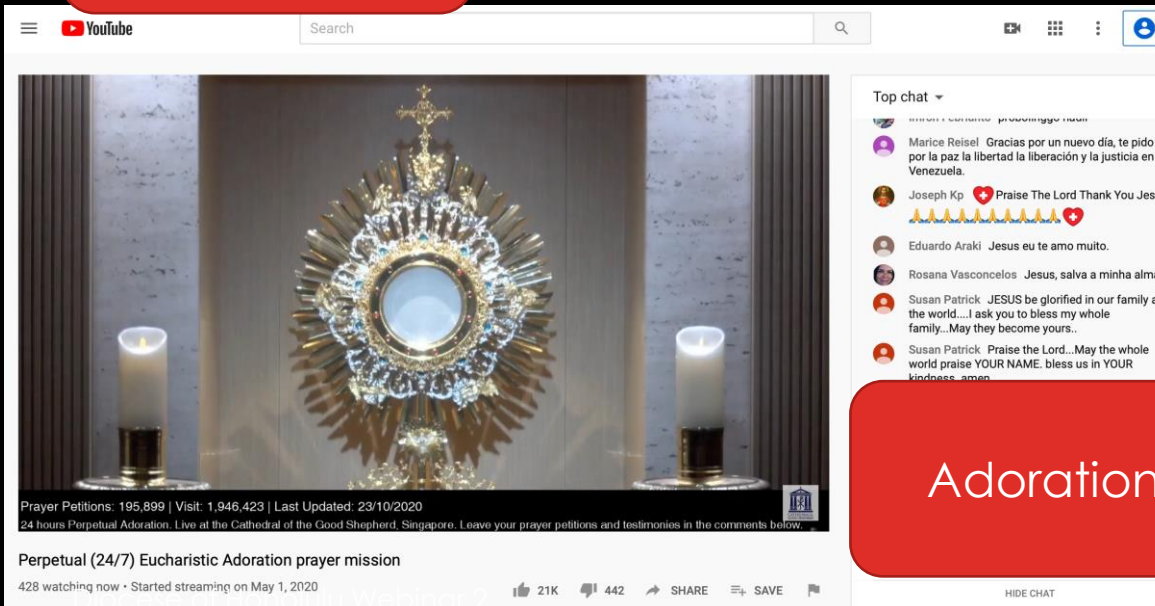 YouTube
Search
Top chat
Marice Reisel Gracias por un nuevo día, te pido
por la paz la libertad la liberación y la justicia en
Venezuela.
Joseph Kp Praise The Lord Thank You Jes
Eduardo Araki Jesus eu te amo muito.
Rosana Vasconcelos Jesus, salva a minha alma
Susan Patrick JESUS be glorified in our family a
the world....I ask you to bless my whole
family...May they become yours..
Susan Patrick Praise the Lord...May the whole
world praise YOUR NAME. bless us in YOUR
kindness amen
Adoration
HIDE CHAT
Prayer Petitions: 195,899 | Visit: 1,946,423 | Last Updated: 23/10/2020
24 hours Perpetual Adoration. Live at the Cathedral of the Good Shepherd, Singapore. Leave your prayer petitions and testimonies in the comments below.
Perpetual (24/7) Eucharistic Adoration prayer mission
428 watching now • Started streaming on May 1, 2020
21K 442 SHARE SAVE
Diocese of Honolulu Webinar 2